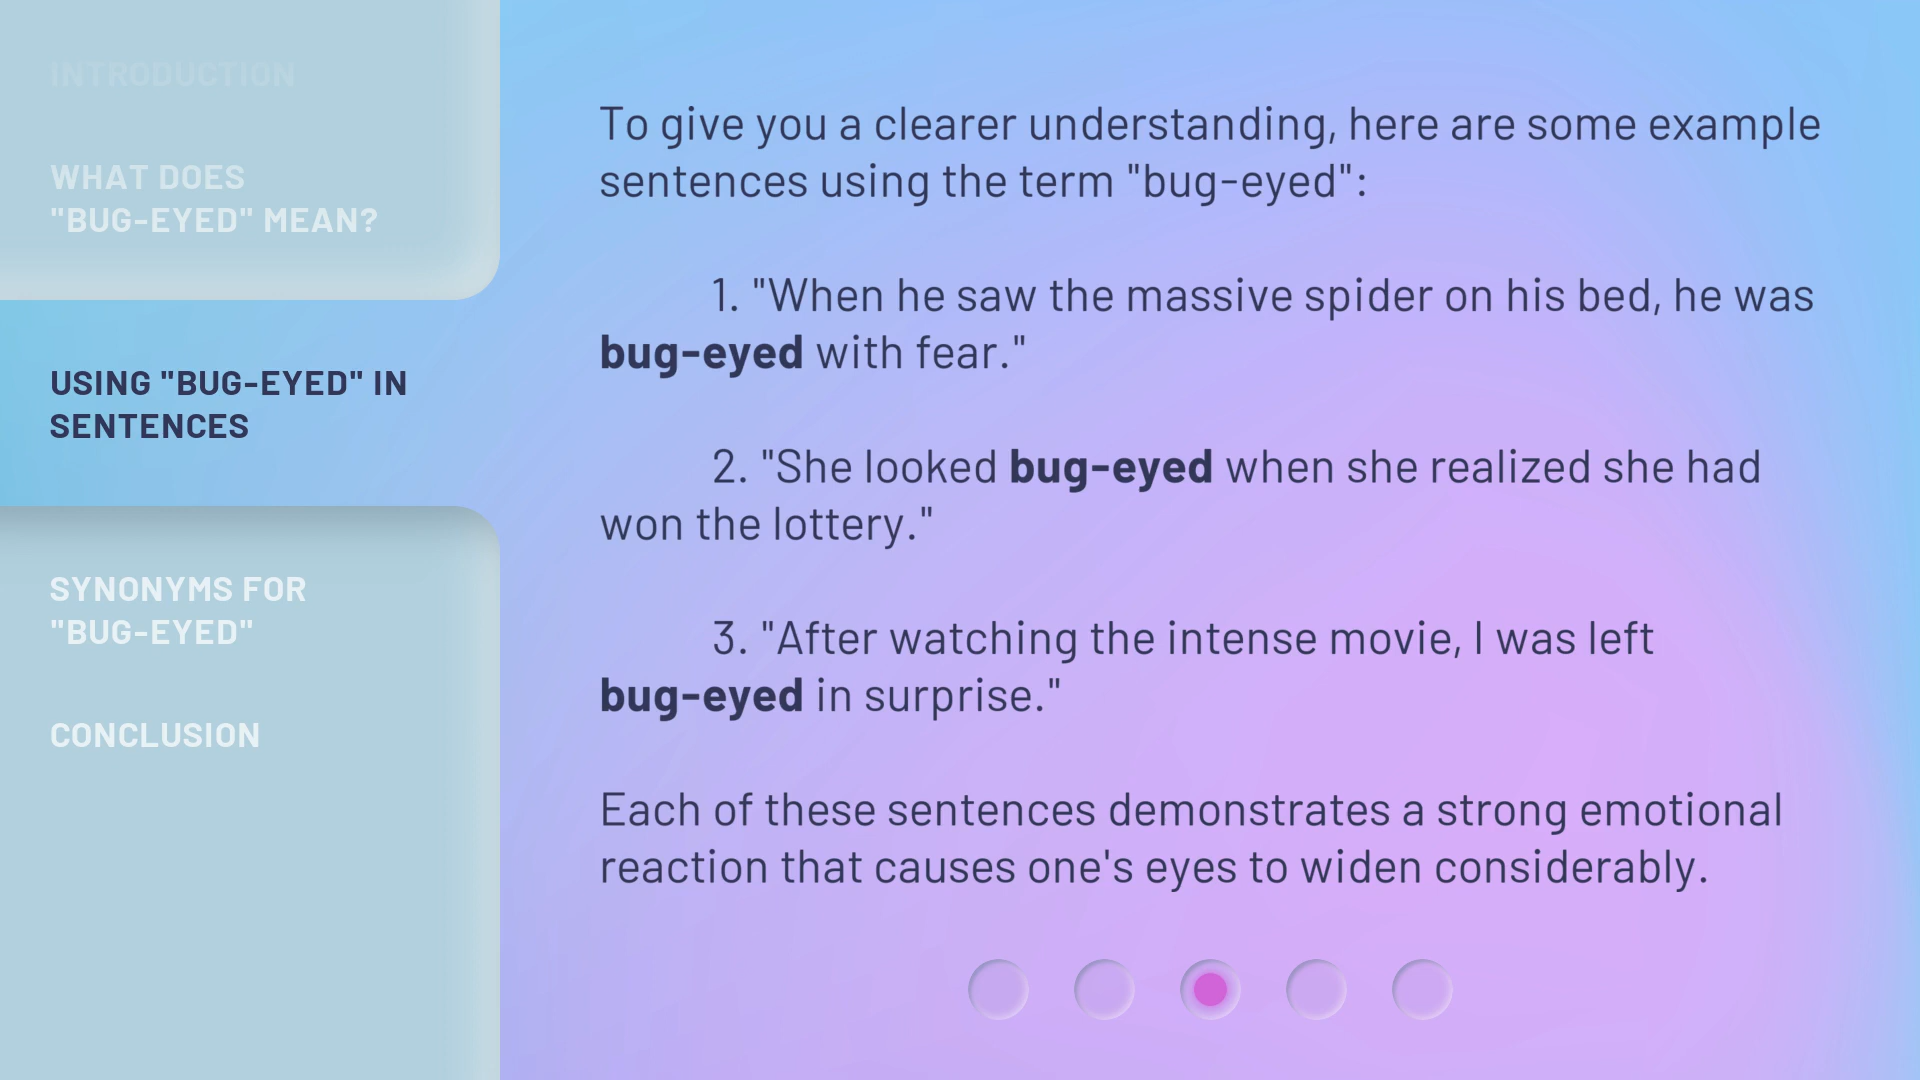 INTRODUCTION
WHAT DOES
"BUG-EYED" MEAN?
USING "BUG-EYED" IN
SENTENCES
SYNONYMS FOR
"BUG-EYED"
CONCLUSION
To give you a clearer understanding, here are some example
sentences using the term "bug-eyed":
1. "When he saw the massive spider on his bed, he was
bug-eyed with fear."
2. "She looked bug-eyed when she realized she had
won the lottery."
3. "After watching the intense movie, I was left
bug-eyed in surprise."
Each of these sentences demonstrates a strong emotional
reaction that causes one's eyes to widen considerably.